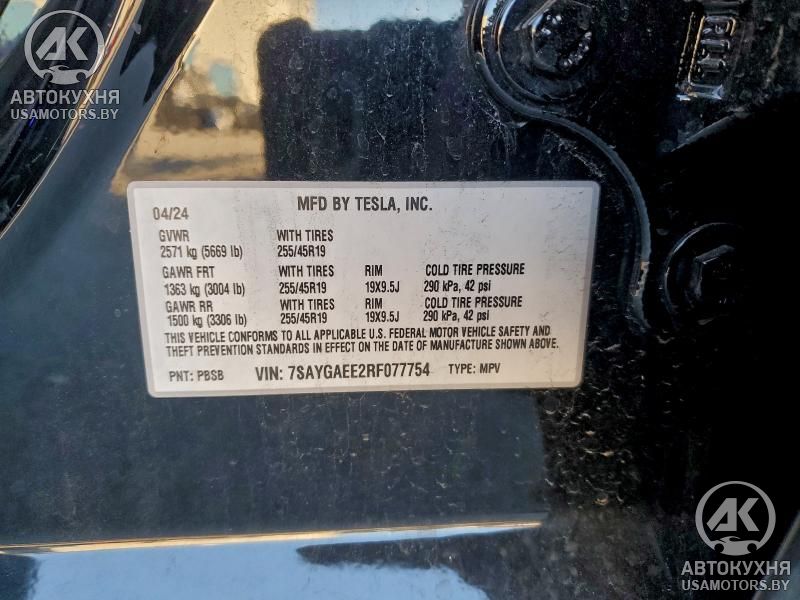 AK
АВТОКУХНЯ
USAMOTORS.BY
MFD BY TESLA, INC.
04/24
GVWR WITH TIRES
2571 kg (5669 lb) 255/45R19
GAWR FRT WITH TIRES RIM COLD TIRE PRESSURE
1363 kg (3004 lb) 255/45R19 19X9.5J 290 kPa, 42 psi
GAWR RR WITH TIRES RIM COLD TIRE PRESSURE
1500 kg (3306 lb) 255/45R19 19X9.5J 290 kPa, 42 psi
THIS VEHICLE CONFORMS TO ALL APPLICABLE U.S. FEDERAL MOTOR VEHICLE SAFETY AND
THEFT PREVENTION STANDARDS IN EFFECT ON THE DATE OF MANUFACTURE SHOWN ABOVE.
PNT: PBSB VIN: 7SAYGAEE2RF077754 TYPE: MPV
AK
АВТОКУХНЯ
USAMOTORS.BY